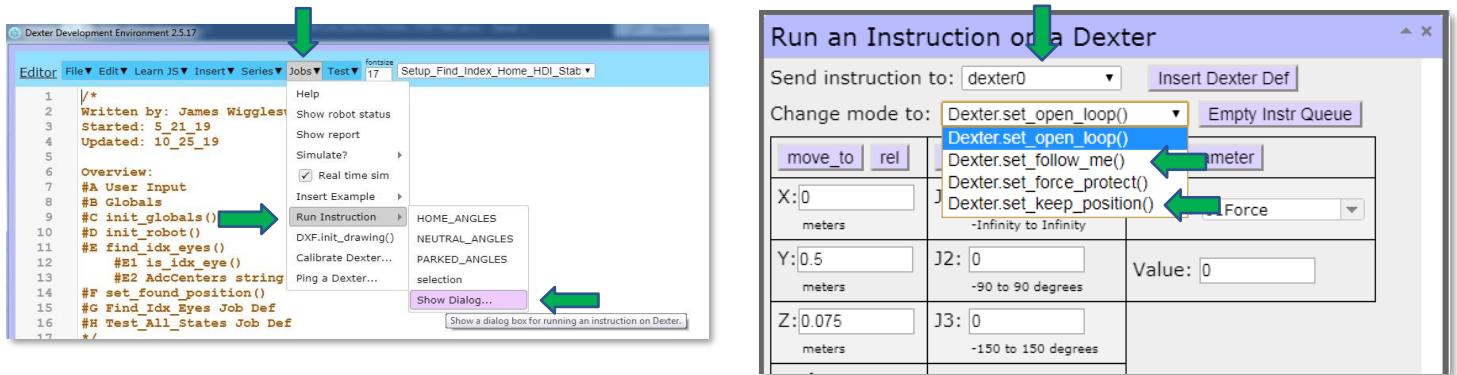 Dexter Development Environment 2.5.17
Editor File▼ Edit▼ Learn JS▼ Insert▼ Series▼ Jobs▼ Test▼ fontsize 17 Setup_Find_Index_Home_HDI_Stab ▼
1 /*
2 Written by: James Wigglesw
3 Started: 5_21_19
4 Updated: 10_25_19
5
6 Overview:
7 #A User Input
8 #B Globals
9 #C init_globals()
10 #D init_robot()
11 #E find_idx_eyes()
12 #E1 is_idx_eye()
13 #E2 AdcCenters string
14 #F set_found_position()
15 #G Find_Idx_Eyes Job Def
16 #H Test_All_States Job Def
17 */
Help
Show robot status
Show report
Simulate?
Real time sim
Insert Example
Run Instruction
DXF.init_drawing()
Calibrate Dexter...
Ping a Dexter...
HOME_ANGLES
NEUTRAL_ANGLES
PARKED_ANGLES
selection
Show Dialog...
Show a dialog box for running an instruction on Dexter.
Run an Instruction on a Dexter
Send instruction to: dexter0 ▼ Insert Dexter Def
Change mode to: Dexter.set_open_loop() ▼ Empty Instr Queue
Dexter.set_open_loop()
Dexter.set_follow_me()
Dexter.set_force_protect()
Dexter.set_keep_position()
move_to rel ameter
X: 0 J Force
meters -Infinity to Infinity
Y: 0.5 J2: 0 Value: 0
meters -90 to 90 degrees
Z: 0.075 J3: 0
meters -150 to 150 degrees